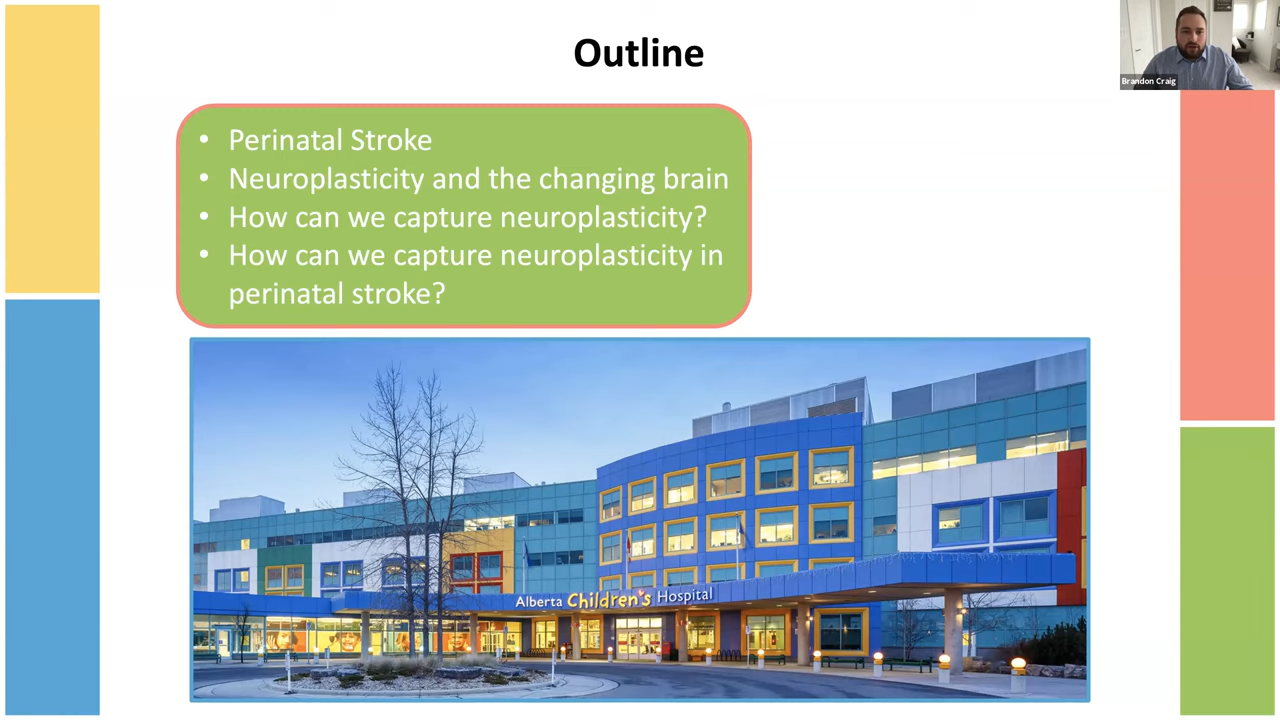 Outline
Brandon Craig
• Perinatal Stroke
• Neuroplasticity and the changing brain
• How can we capture neuroplasticity?
• How can we capture neuroplasticity in
perinatal stroke?
Alberta Children's Hospital